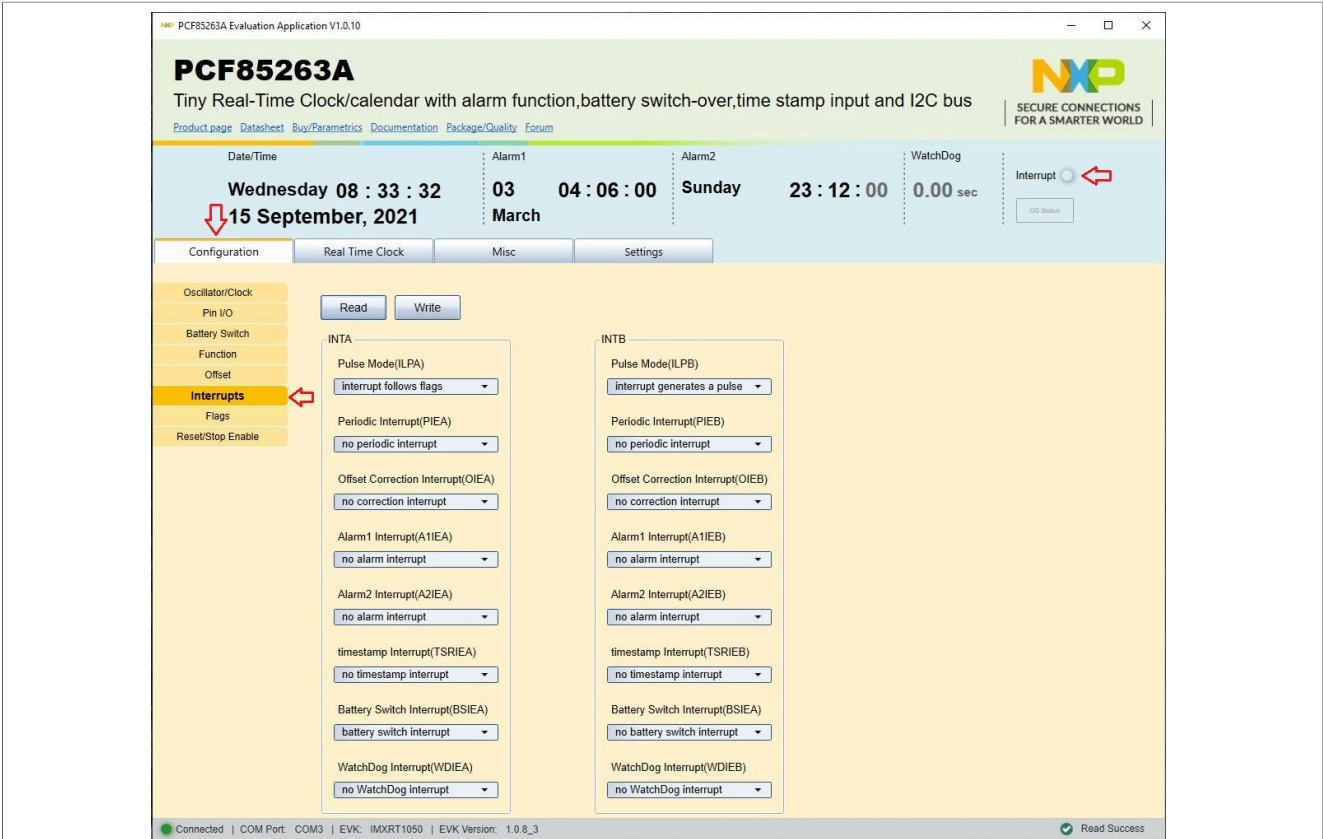 NXP PCF85263A Evaluation Application V1.0.10
PCF85263A
Tiny Real-Time Clock/calendar with alarm function,battery switch-over,time stamp input and I2C bus
Product page Datasheet Buy/Parametrics Documentation Package/Quality Forum
NXP
SECURE CONNECTIONS
FOR A SMARTER WORLD
Date/Time
Wednesday 08 : 33 : 32
15 September, 2021
Alarm1
03 04 : 06 : 00
March
Alarm2
Sunday 23 : 12 : 00
WatchDog
0.00 sec
Interrupt
OS Status
Configuration Real Time Clock Misc Settings
Oscillator/Clock
Pin I/O
Battery Switch
Function
Offset
Interrupts
Flags
Reset/Stop Enable
Read Write
INTA
Pulse Mode(ILPA)
interrupt follows flags
Periodic Interrupt(PIEA)
no periodic interrupt
Offset Correction Interrupt(OIEA)
no correction interrupt
Alarm1 Interrupt(A1IEA)
no alarm interrupt
Alarm2 Interrupt(A2IEA)
no alarm interrupt
timestamp Interrupt(TSRIEA)
no timestamp interrupt
Battery Switch Interrupt(BSIEA)
battery switch interrupt
WatchDog Interrupt(WDIEA)
no WatchDog interrupt
INTB
Pulse Mode(ILPB)
interrupt generates a pulse
Periodic Interrupt(PIEB)
no periodic interrupt
Offset Correction Interrupt(OIEB)
no correction interrupt
Alarm1 Interrupt(A1IEB)
no alarm interrupt
Alarm2 Interrupt(A2IEB)
no alarm interrupt
timestamp Interrupt(TSRIEB)
no timestamp interrupt
Battery Switch Interrupt(BSIEA)
no battery switch interrupt
WatchDog Interrupt(WDIEB)
no WatchDog interrupt
Connected | COM Port: COM3 | EVK: IMXRT1050 | EVK Version: 1.0.8_3
Read Success